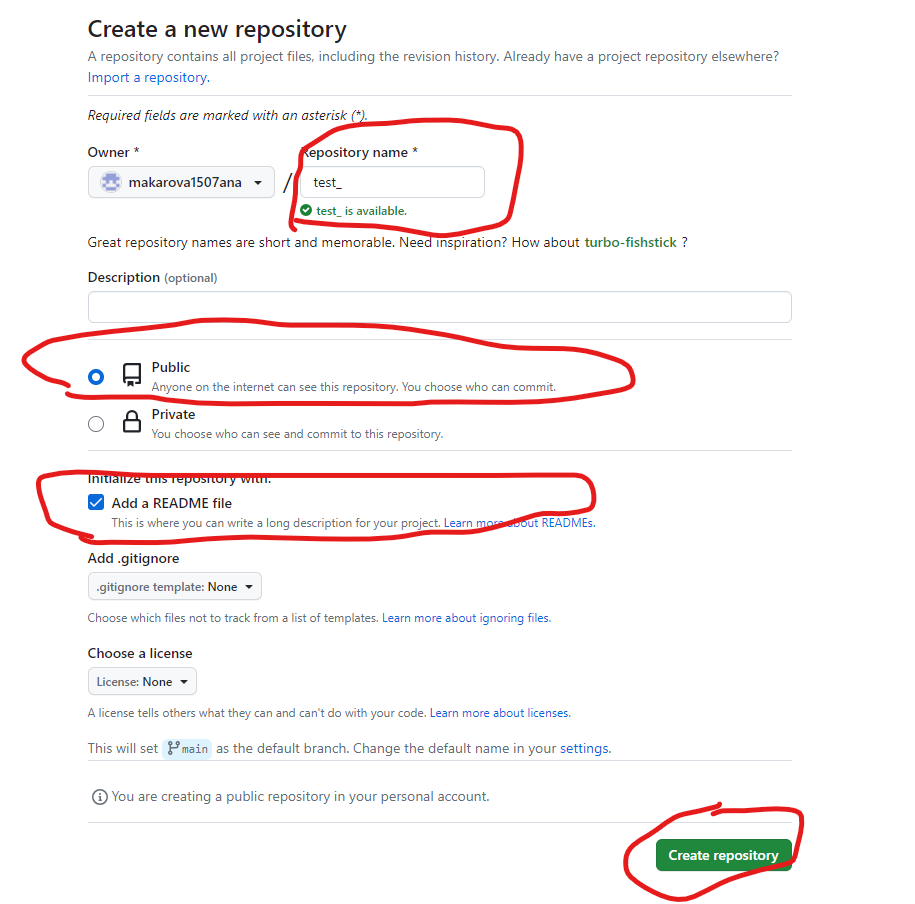 Create a new repository
A repository contains all project files, including the revision history. Already have a project repository elsewhere?
Import a repository.
Required fields are marked with an asterisk (*).
Owner * Repository name *
makarova1507ana / test_
test_ is available.
Great repository names are short and memorable. Need inspiration? How about turbo-fishstick ?
Description (optional)
Public
Anyone on the internet can see this repository. You choose who can commit.
Private
You choose who can see and commit to this repository.
Initialize this repository with:
Add a README file
This is where you can write a long description for your project. Learn more about READMEs.
Add .gitignore
.gitignore template: None
Choose which files not to track from a list of templates. Learn more about ignoring files.
Choose a license
License: None
A license tells others what they can and can't do with your code. Learn more about licenses.
This will set main as the default branch. Change the default name in your settings.
You are creating a public repository in your personal account.
Create repository